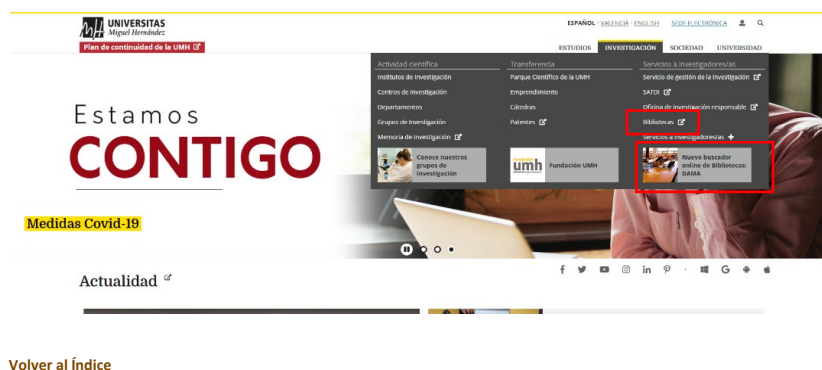 UNIVERSITAS
Miguel Hernández
ESPAÑOL · VALENCIÀ · ENGLISH SEDE ELECTRÓNICA
Plan de continuidad de la UMH
ESTUDIOS INVESTIGACIÓN SOCIEDAD UNIVERSIDAD
Actividad científica Transferencia Servicios a investigadores/as
Institutos de Investigación Parque Científico de la UMH Servicio de gestión de la Investigación
Centros de Investigación Emprendimiento SATDI
Departamentos Cátedras Oficina de investigación responsable
Grupos de Investigación Patentes Bibliotecas
Memoria de Investigación Servicios a Investigadores/as +
Conoce nuestros
grupos de
investigación
umh Fundación UMH
Nuevo buscador
online de Bibliotecas:
DAMA
Estamos
CONTIGO
Medidas Covid-19
Actualidad
Volver al Índice